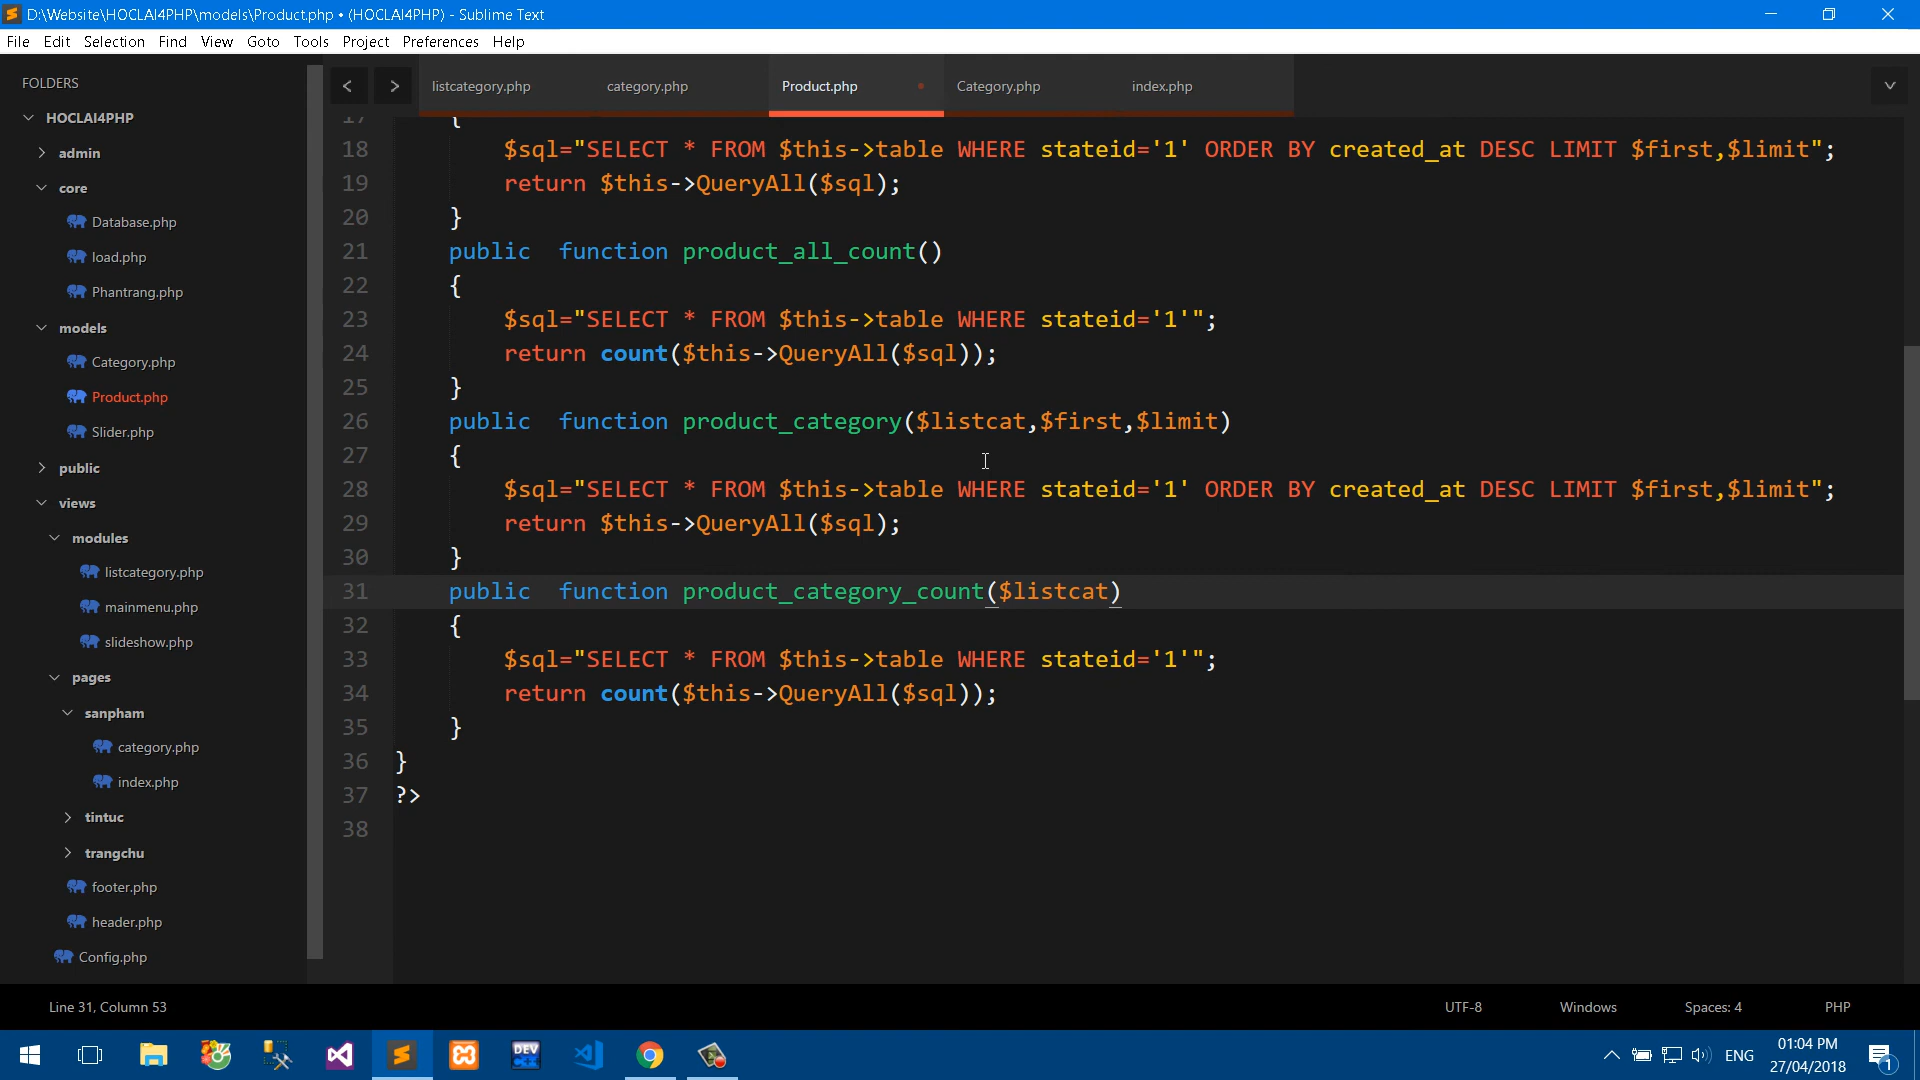 D:\Website\HOCLAI4PHP\models\Product.php • (HOCLAI4PHP) - Sublime Text
File Edit Selection Find View Goto Tools Project Preferences Help
FOLDERS
HOCLAI4PHP
admin
core
Database.php
load.php
Phantrang.php
models
Category.php
Product.php
Slider.php
public
views
modules
listcategory.php
mainmenu.php
slideshow.php
pages
sanpham
category.php
index.php
tintuc
trangchu
footer.php
header.php
Config.php
listcategory.php category.php Product.php Category.php index.php
17 {
18 $sql="SELECT * FROM $this->table WHERE stateid='1' ORDER BY created_at DESC LIMIT $first,$limit";
19 return $this->QueryAll($sql);
20 }
21 public  function product_all_count()
22 {
23 $sql="SELECT * FROM $this->table WHERE stateid='1'";
24 return count($this->QueryAll($sql));
25 }
26 public  function product_category($listcat,$first,$limit)
27 {
28 $sql="SELECT * FROM $this->table WHERE stateid='1' ORDER BY created_at DESC LIMIT $first,$limit";
29 return $this->QueryAll($sql);
30 }
31 public  function product_category_count($listcat)
32 {
33 $sql="SELECT * FROM $this->table WHERE stateid='1'";
34 return count($this->QueryAll($sql));
35 }
36 }
37 ?>
38
Line 31, Column 53 UTF-8 Windows Spaces: 4 PHP
DEV
ENG
01:04 PM
27/04/2018
1